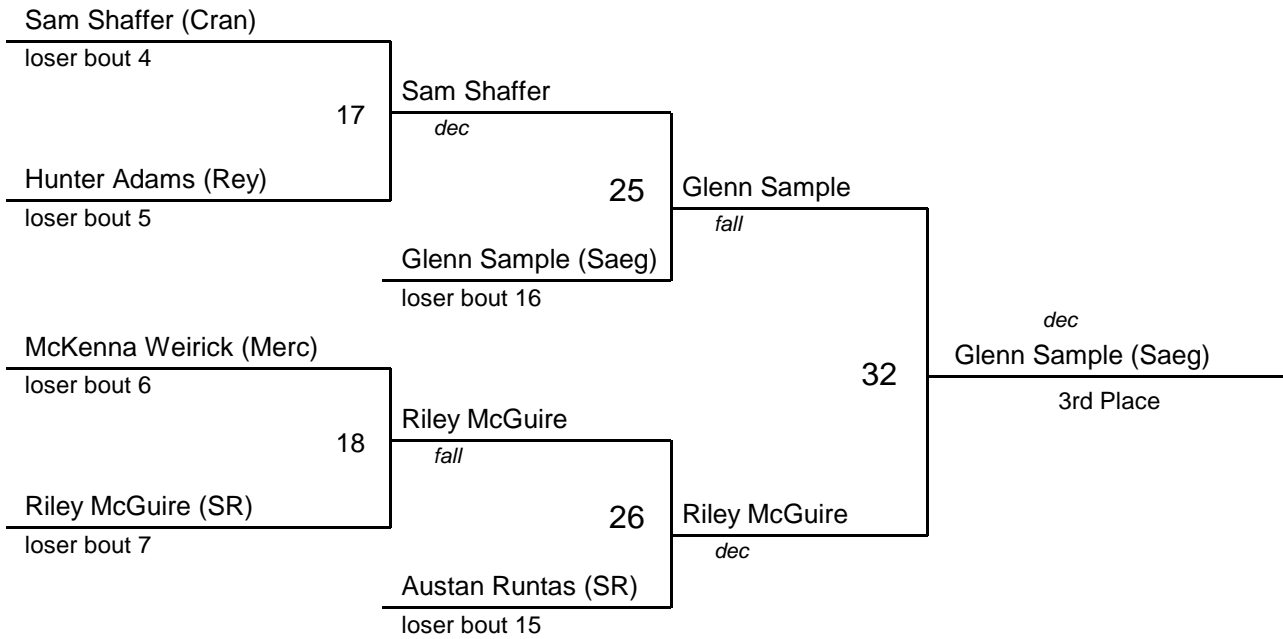 Sam Shaffer (Cran)
loser bout 4
17
Sam Shaffer
dec
Hunter Adams (Rey)
loser bout 5
25
Glenn Sample
fall
Glenn Sample (Saeg)
loser bout 16
McKenna Weirick (Merc)
loser bout 6
32
dec
Glenn Sample (Saeg)
3rd Place
18
Riley McGuire
fall
Riley McGuire (SR)
loser bout 7
26
Riley McGuire
dec
Austan Runtas (SR)
loser bout 15